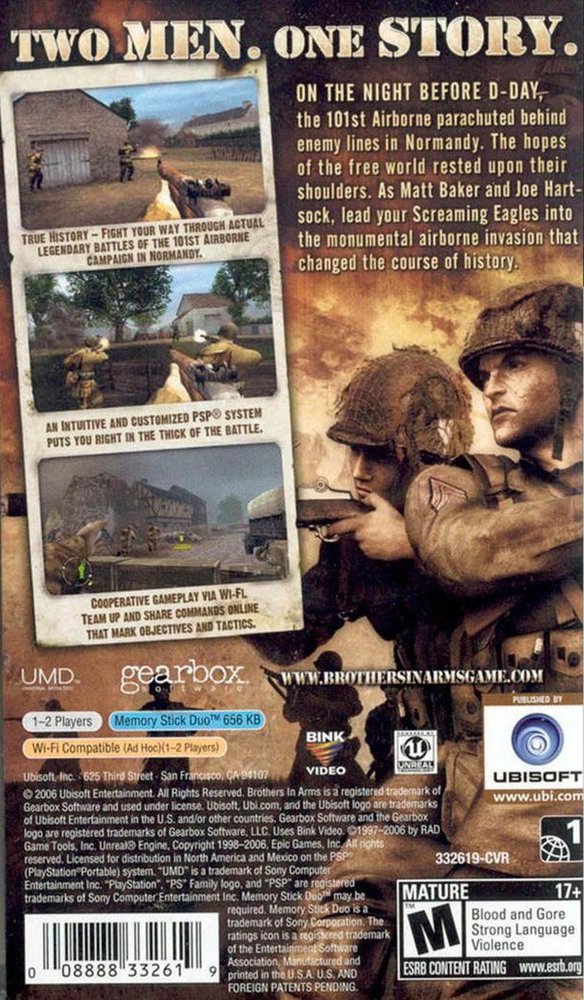 TWO MEN. ONE STORY.
ON THE NIGHT BEFORE D-DAY,
the 101st Airborne parachuted behind
enemy lines in Normandy. The hopes
of the free world rested upon their
shoulders. As Matt Baker and Joe Hart-
sock, lead your Screaming Eagles into
the monumental airborne invasion that
changed the course of history.
TRUE HISTORY – FIGHT YOUR WAY THROUGH ACTUAL
LEGENDARY BATTLES OF THE 101ST AIRBORNE
CAMPAIGN IN NORMANDY.
AN INTUITIVE AND CUSTOMIZED PSP® SYSTEM
PUTS YOU RIGHT IN THE THICK OF THE BATTLE.
COOPERATIVE GAMEPLAY VIA WI-FI.
TEAM UP AND SHARE COMMANDS ONLINE
THAT MARK OBJECTIVES AND TACTICS.
UMD™
gearbox
software
WWW.BROTHERSINARMSGAME.COM
1–2 Players
Memory Stick Duo™ 656 KB
Wi-Fi Compatible (Ad Hoc)(1–2 Players)
BINK
VIDEO
POWERED BY
UNREAL
TECHNOLOGY
PUBLISHED BY
UBISOFT
www.ubi.com
Ubisoft, Inc. · 625 Third Street · San Francisco, CA 94107
© 2006 Ubisoft Entertainment. All Rights Reserved. Brothers In Arms is a registered trademark of
Gearbox Software and used under license. Ubisoft, Ubi.com, and the Ubisoft logo are trademarks
of Ubisoft Entertainment in the U.S. and/or other countries. Gearbox Software and the Gearbox
logo are registered trademarks of Gearbox Software, LLC. Uses Bink Video. ©1997–2006 by RAD
Game Tools, Inc. Unreal® Engine, Copyright 1998–2006, Epic Games, Inc. All rights
reserved. Licensed for distribution in North America and Mexico on the PSP®
(PlayStation®Portable) system. "UMD" is a trademark of Sony Computer
Entertainment Inc. "PlayStation", "PS" Family logo, and "PSP" are registered
trademarks of Sony Computer Entertainment Inc. Memory Stick Duo™ may be
required. Memory Stick Duo is a
trademark of Sony Corporation. The
ratings icon is a registered trademark
of the Entertainment Software
Association. Manufactured and
printed in the U.S.A. U.S. AND
FOREIGN PATENTS PENDING.
332619-CVR
1
0 08888 33261 9
MATURE 17+
M
Blood and Gore
Strong Language
Violence
ESRB CONTENT RATING www.esrb.org